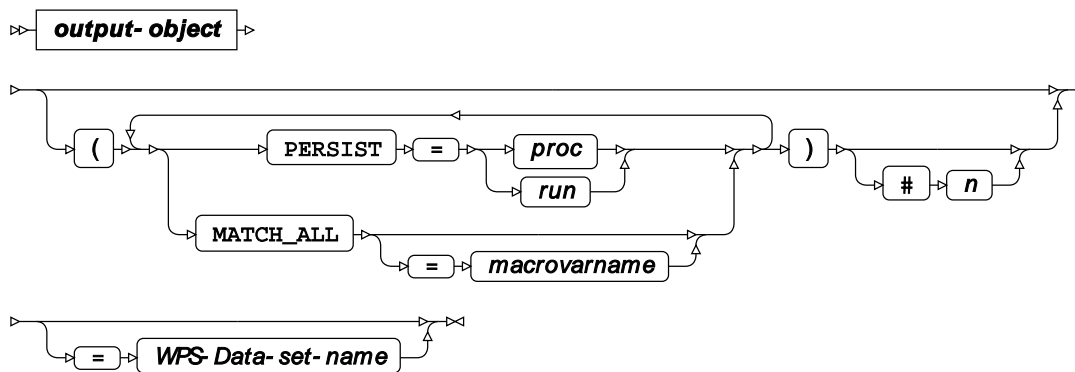 output-object
( PERSIST = proc ) 
run # n
MATCH_ALL
= macrovarname
= WPS-Data-set-name